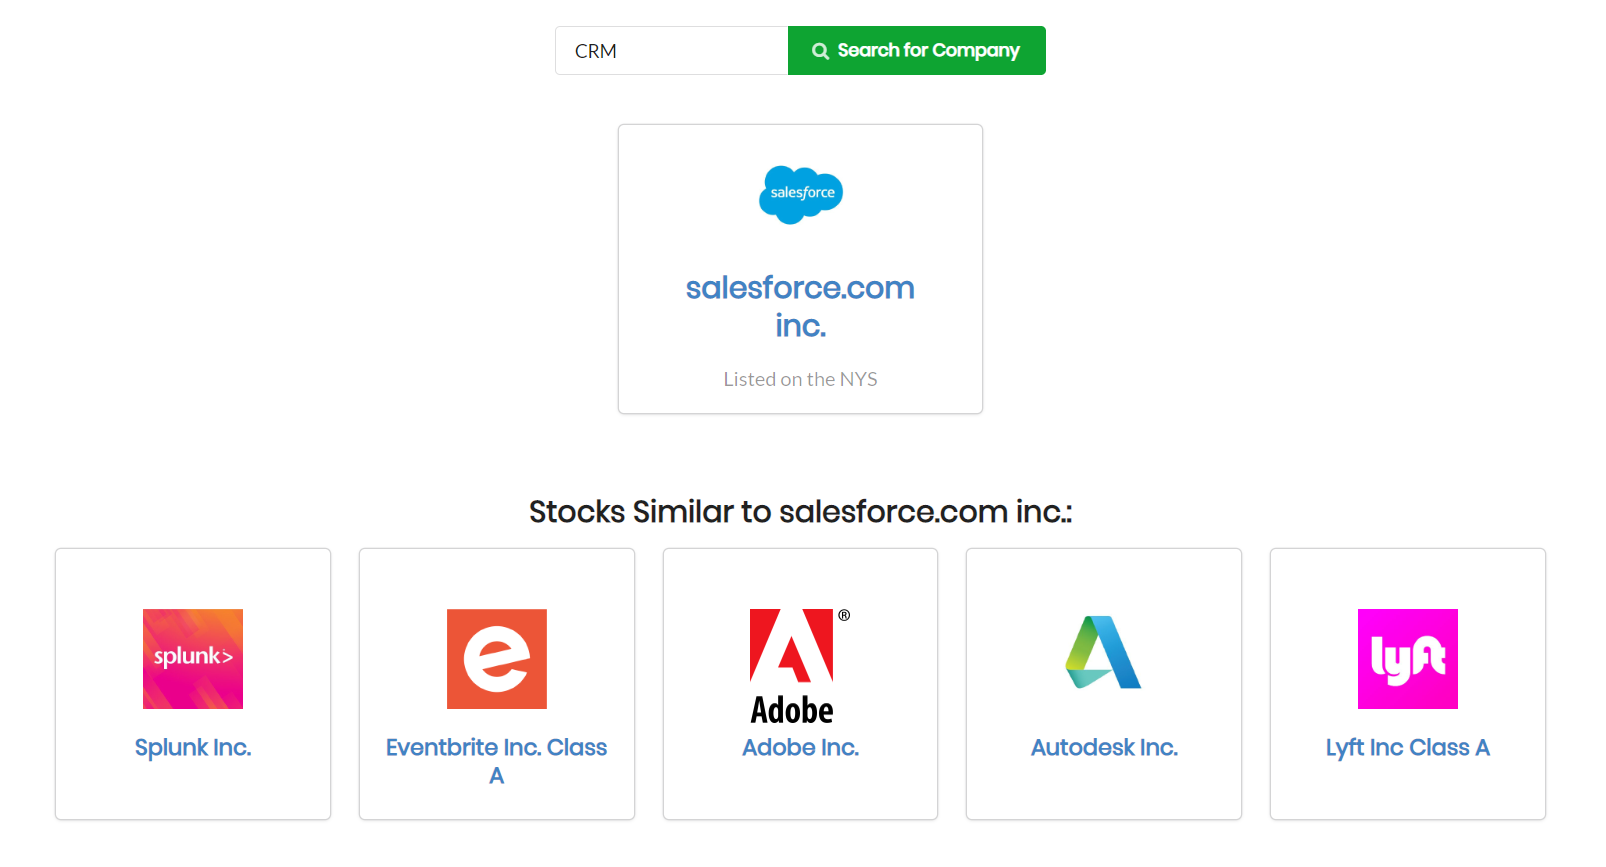 CRM
Search for Company
salesforce
salesforce.com
inc.
Listed on the NYS
Stocks Similar to salesforce.com inc.:
splunk>
Splunk Inc.
e
Eventbrite Inc. Class
A
®
Adobe
Adobe Inc.
Autodesk Inc.
lyft
Lyft Inc Class A